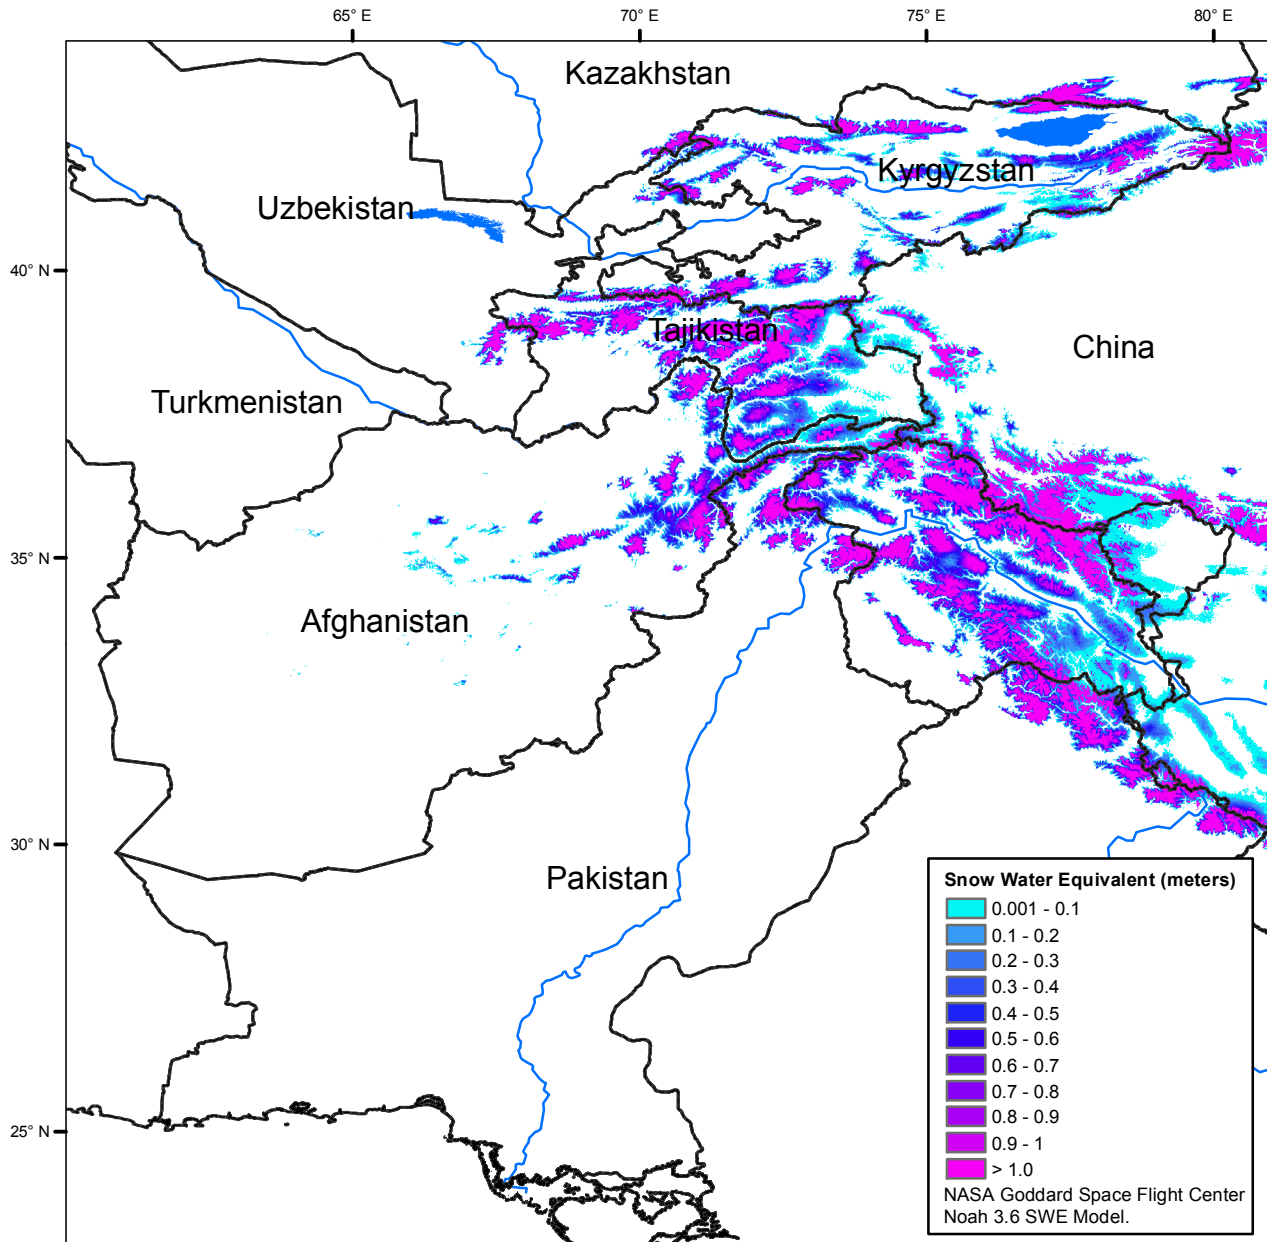 65° E
70° E
75° E
80° E
Kazakhstan
Kyrgyzstan
Uzbekistan
40° N
Tajikistan
China
Turkmenistan
35° N
Afghanistan
30° N
Pakistan
Snow Water Equivalent (meters)
0.001 - 0.1
0.1 - 0.2
0.2 - 0.3
0.3 - 0.4
0.4 - 0.5
0.5 - 0.6
0.6 - 0.7
0.7 - 0.8
0.8 - 0.9
0.9 - 1
> 1.0
25° N
NASA Goddard Space Flight Center
Noah 3.6 SWE Model.